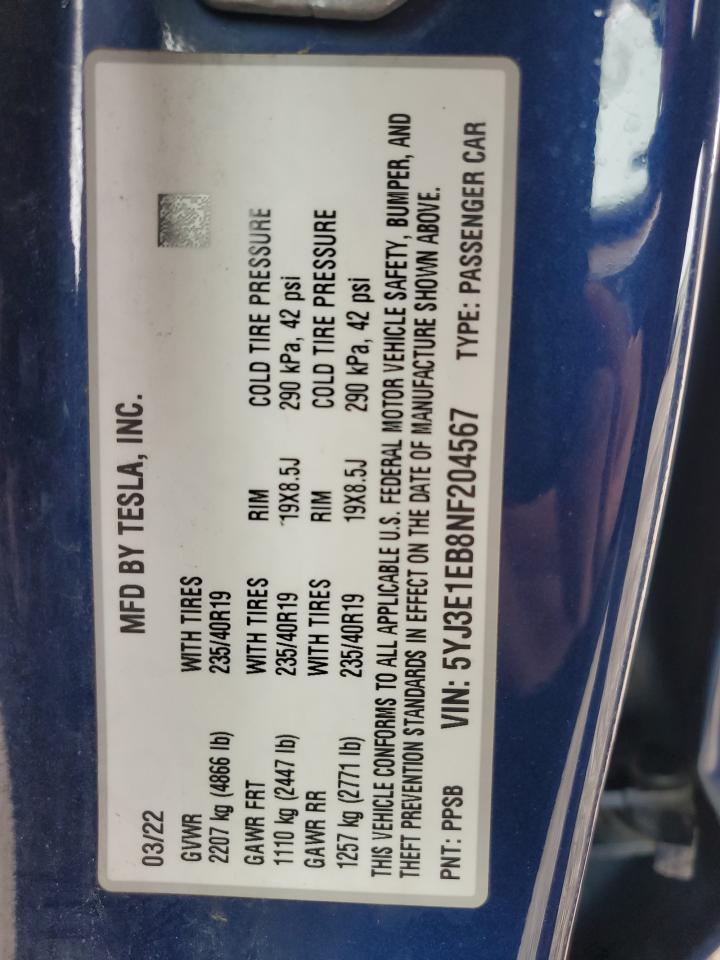 MFD BY TESLA, INC.
03/22
GVWR WITH TIRES
2207 kg (4866 lb) 235/40R19
GAWR FRT WITH TIRES RIM COLD TIRE PRESSURE
1110 kg (2447 lb) 235/40R19 19X8.5J 290 kPa, 42 psi
GAWR RR WITH TIRES RIM COLD TIRE PRESSURE
1257 kg (2771 lb) 235/40R19 19X8.5J 290 kPa, 42 psi
THIS VEHICLE CONFORMS TO ALL APPLICABLE U.S. FEDERAL MOTOR VEHICLE SAFETY, BUMPER, AND
THEFT PREVENTION STANDARDS IN EFFECT ON THE DATE OF MANUFACTURE SHOWN ABOVE.
PNT: PPSB VIN: 5YJ3E1EB8NF204567 TYPE: PASSENGER CAR